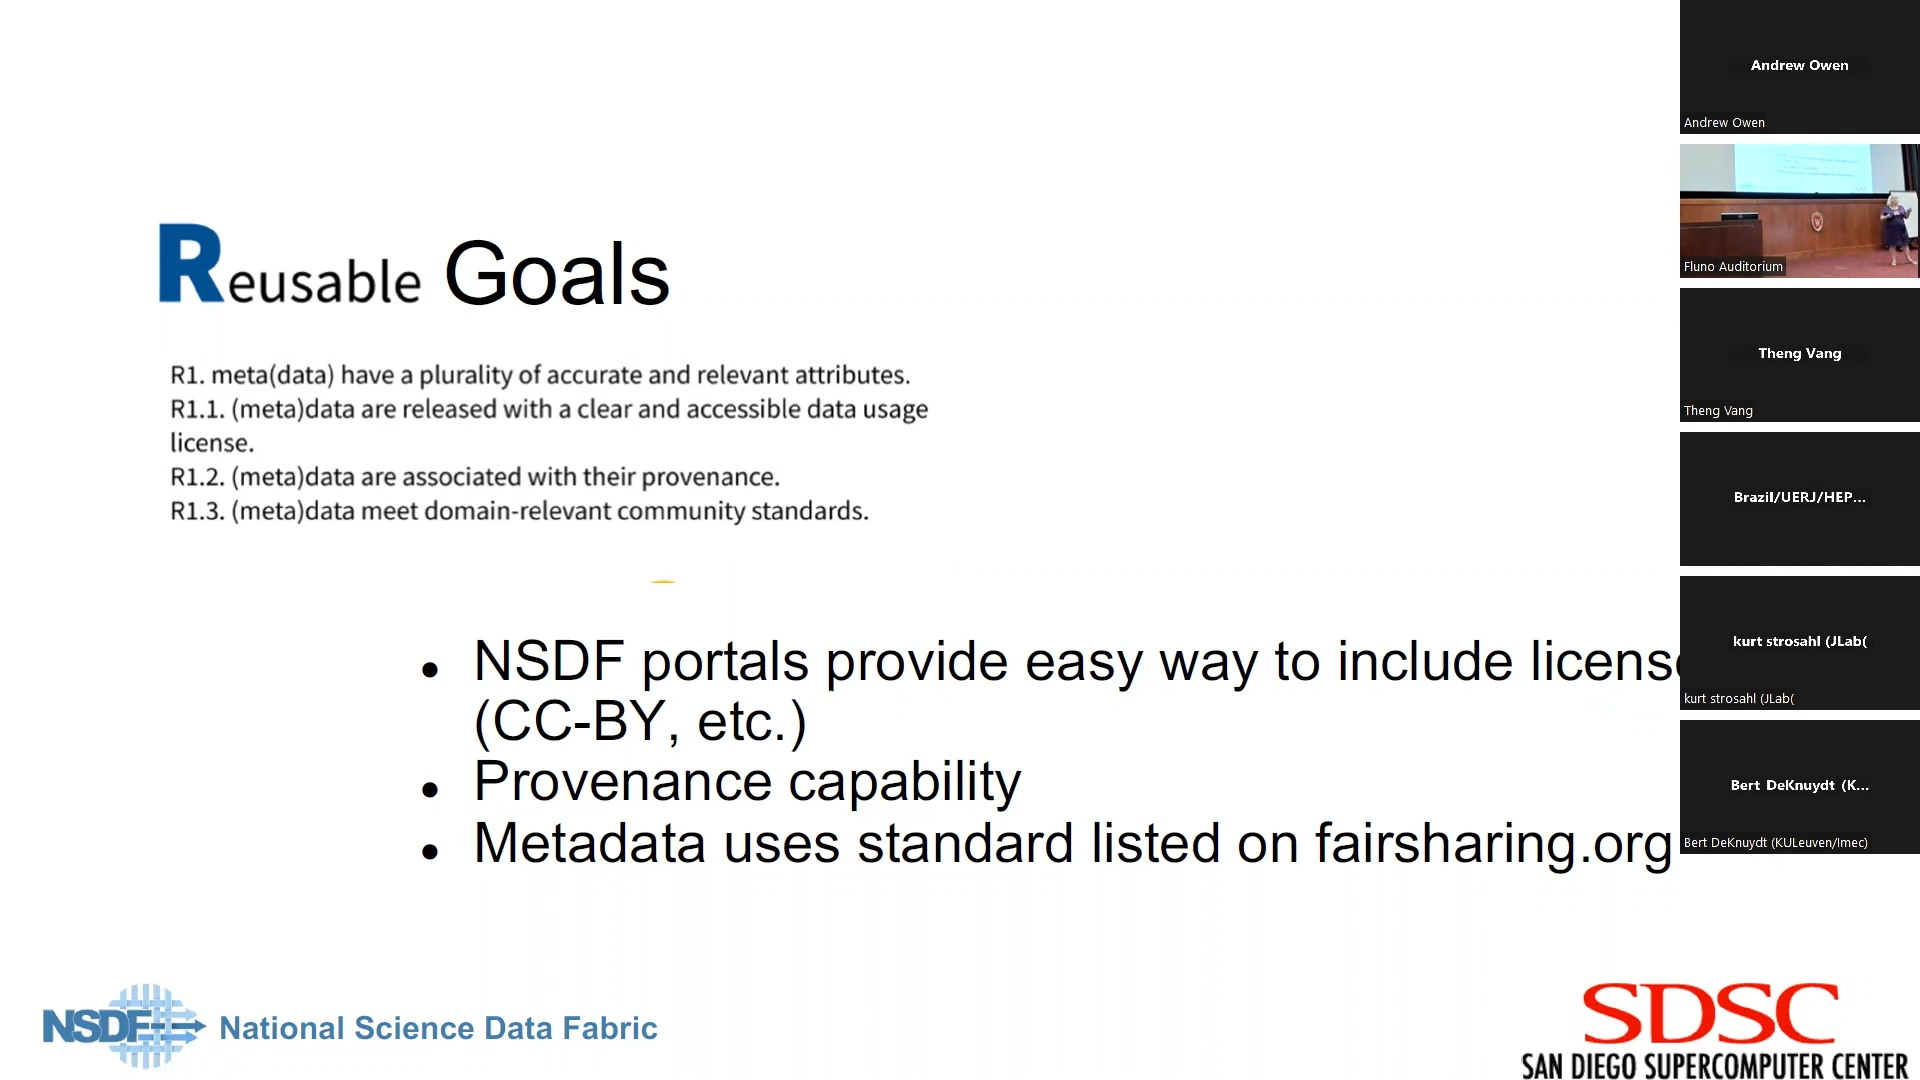 Reusable Goals
R1. meta(data) have a plurality of accurate and relevant attributes.
R1.1. (meta)data are released with a clear and accessible data usage
license.
R1.2. (meta)data are associated with their provenance.
R1.3. (meta)data meet domain-relevant community standards.
• NSDF portals provide easy way to include
(CC-BY, etc.)
• Provenance capability
• Metadata uses standard listed on fairsharing.org
NSDF National Science Data Fabric
SDSC
SAN DIEGO SUPERCOMPUTER CENTER
Andrew Owen
Andrew Owen
Fluno Auditorium
Theng Vang
Theng Vang
Brazil/UERJ/HEP...
kurt strosahl (JLab(
kurt strosahl (JLab(
Bert DeKnuydt (K...
Bert DeKnuydt (KULeuven/Imec)